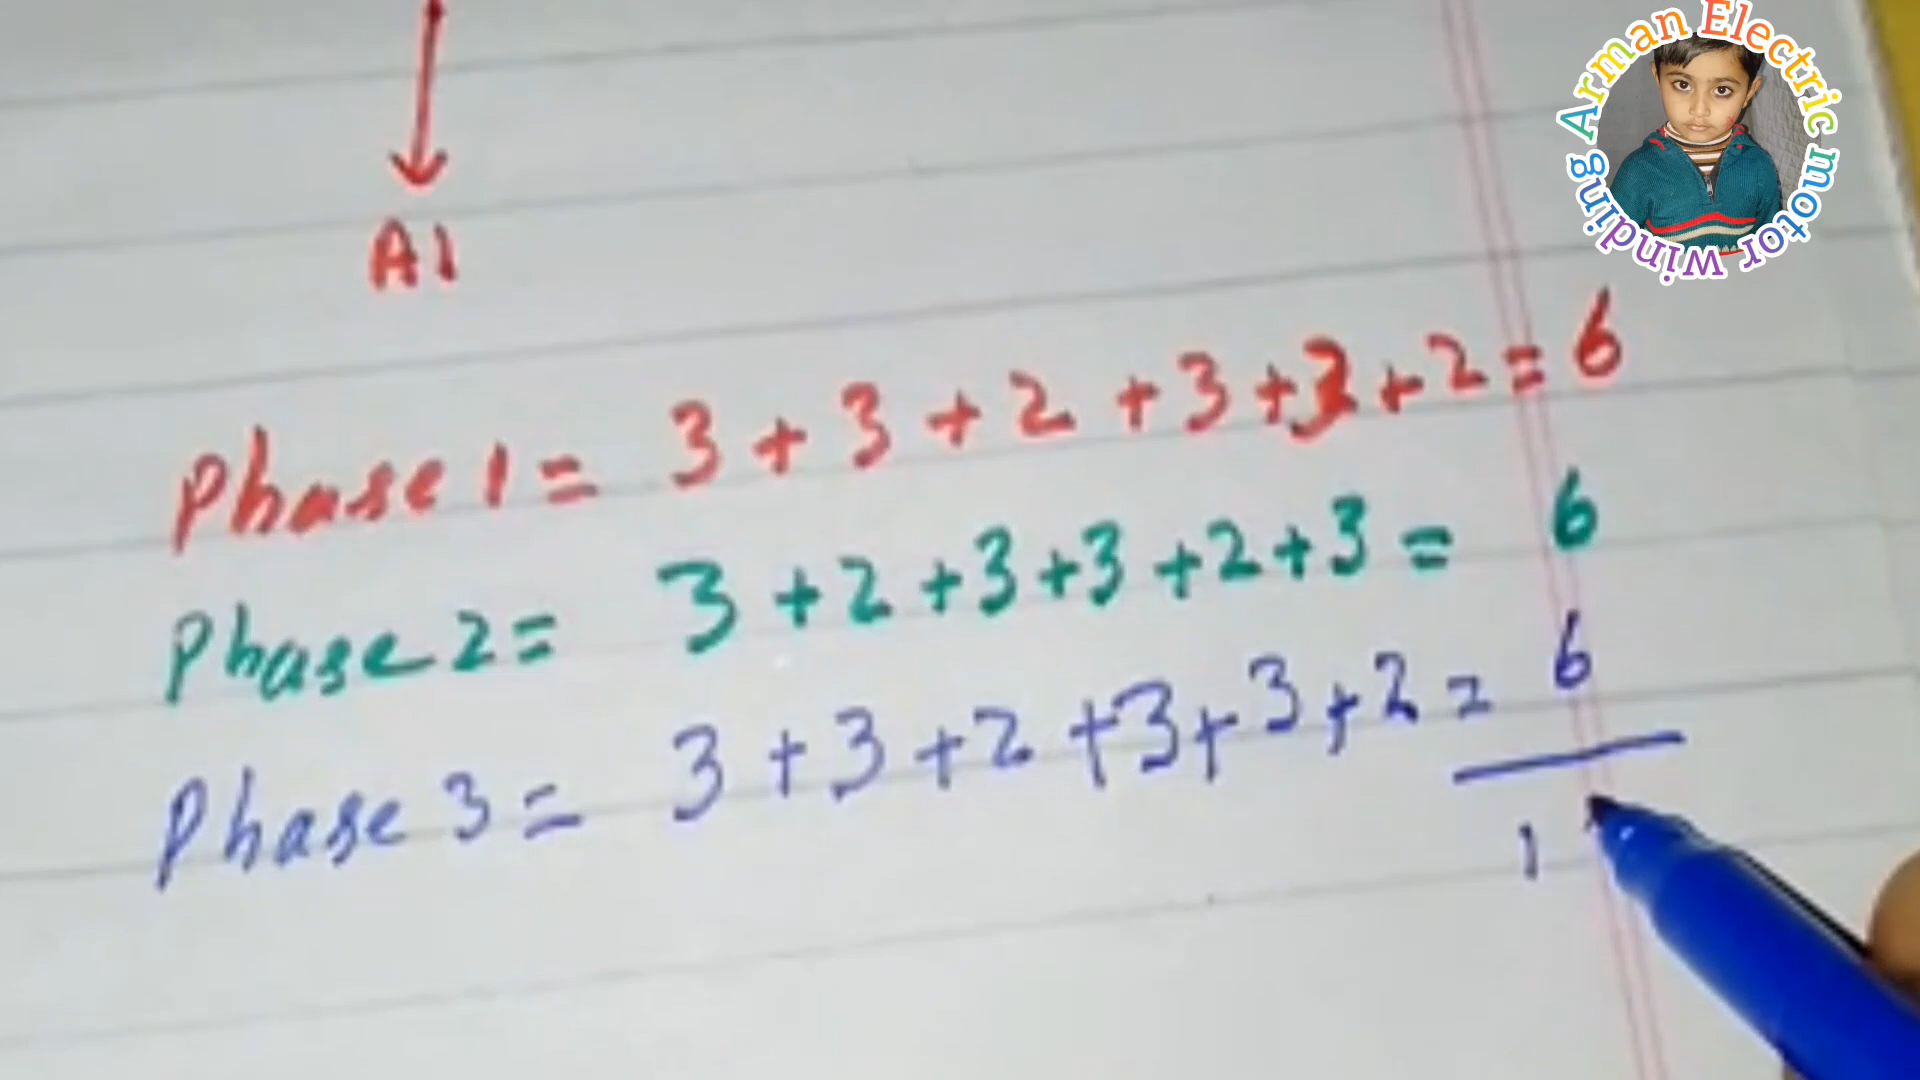 Arman Electric motor winding
A1
Phase 1 = 3 + 3 + 2 + 3 + 3 + 2 = 6
Phase 2 = 3 + 2 + 3 + 3 + 2 + 3 = 6
Phase 3 = 3 + 3 + 2 + 3 + 3 + 2 = 6
1